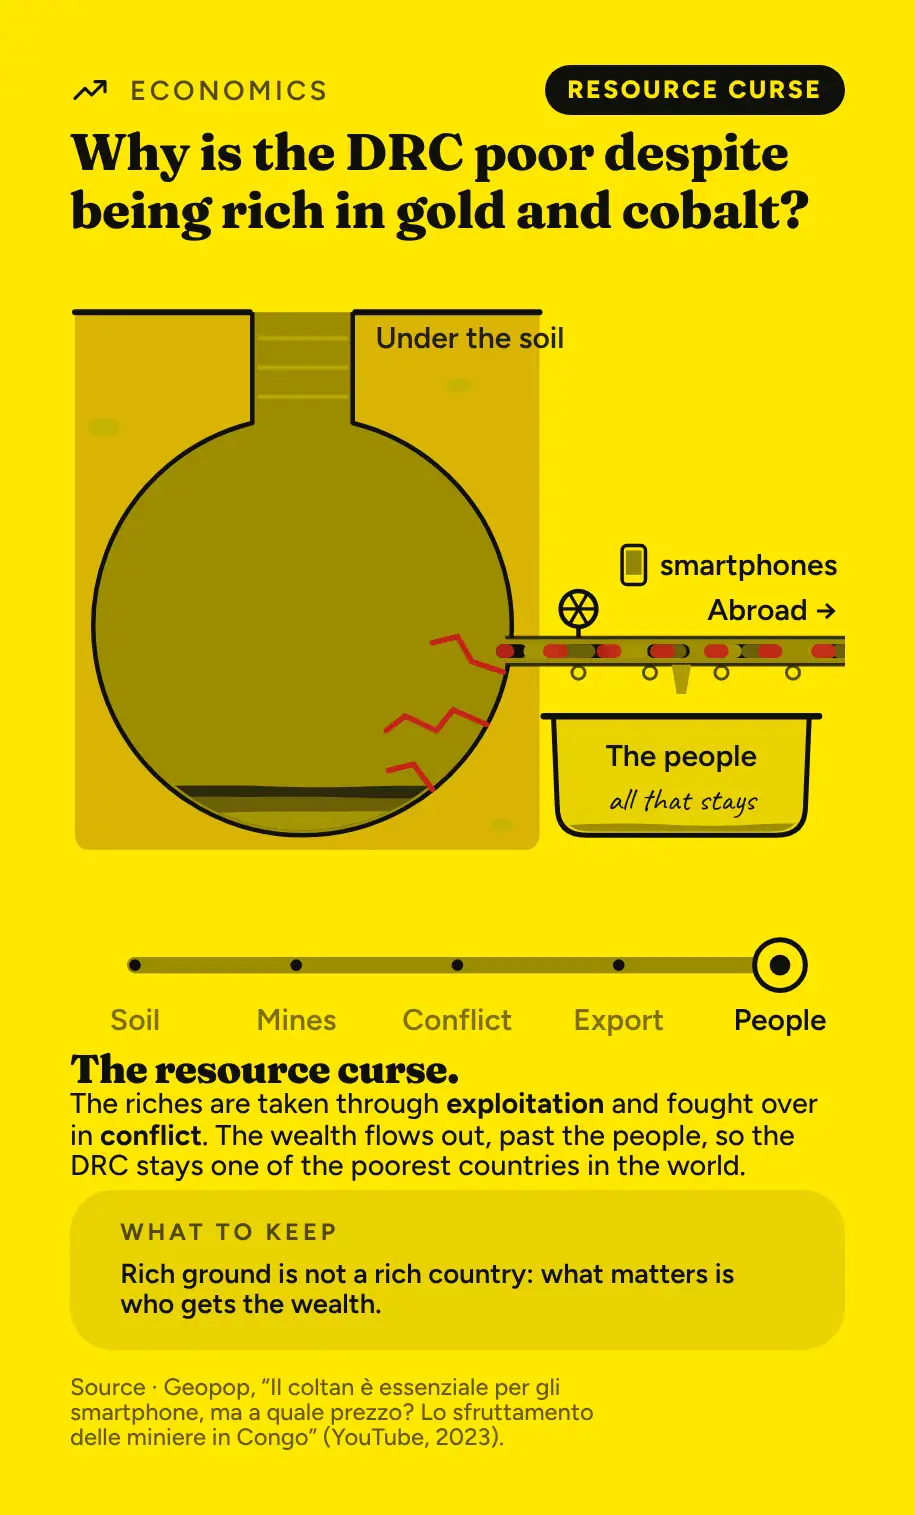 ECONOMICS
RESOURCE CURSE
Why is the DRC poor despite
being rich in gold and cobalt?
Under the soil
smartphones
Abroad →
The people
all that stays
Soil
Mines
Conflict
Export
People
The resource curse.
The riches are taken through exploitation and fought over
in conflict. The wealth flows out, past the people, so the
DRC stays one of the poorest countries in the world.
WHAT TO KEEP
Rich ground is not a rich country: what matters is
who gets the wealth.
Source · Geopop, “Il coltan è essenziale per gli
smartphone, ma a quale prezzo? Lo sfruttamento
delle miniere in Congo” (YouTube, 2023).